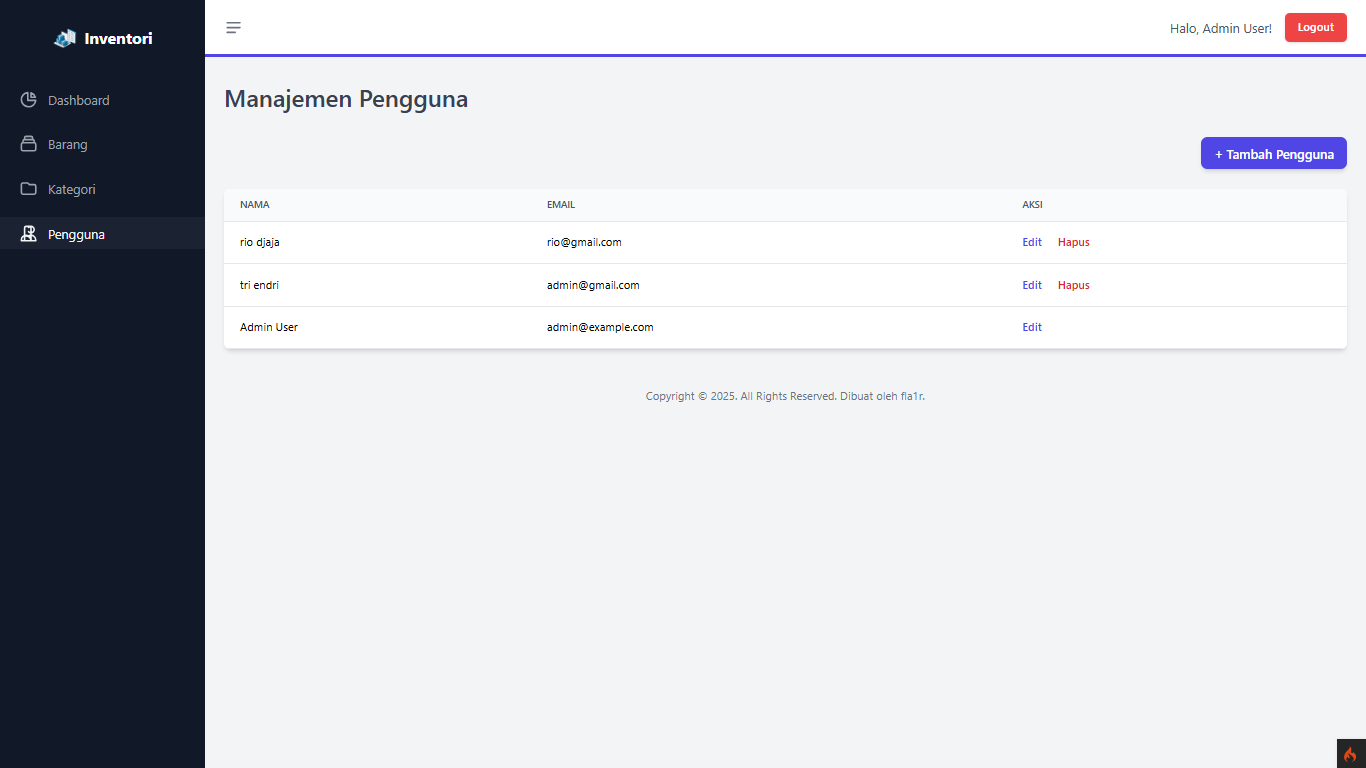 Inventori
Halo, Admin User!
Logout
Dashboard
Barang
Kategori
Pengguna
Manajemen Pengguna
+ Tambah Pengguna
NAMA EMAIL AKSI
rio djaja rio@gmail.com Edit Hapus
tri endri admin@gmail.com Edit Hapus
Admin User admin@example.com Edit
Copyright © 2025. All Rights Reserved. Dibuat oleh fla1r.